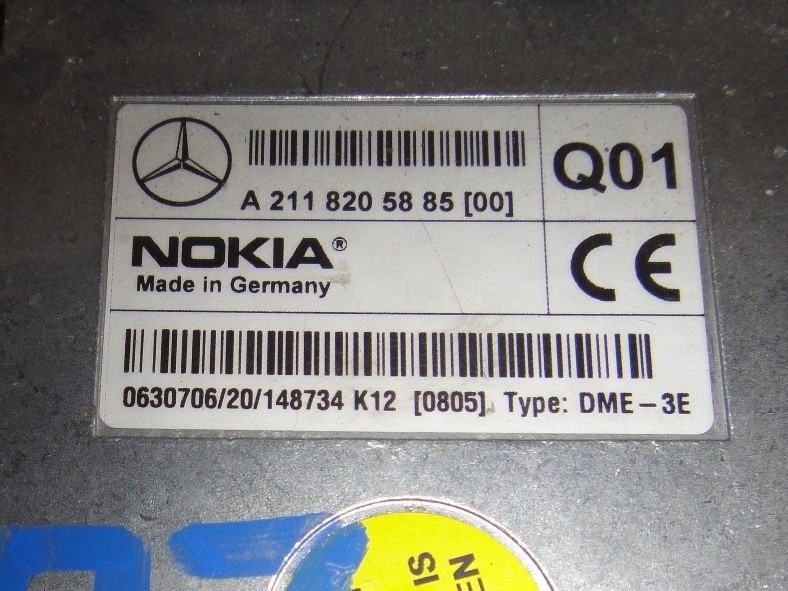 A 211 820 58 85 [00]
Q01
NOKIA®
Made in Germany
CE
0630706/20/148734 K12 [0805] Type: DME-3E
SIS